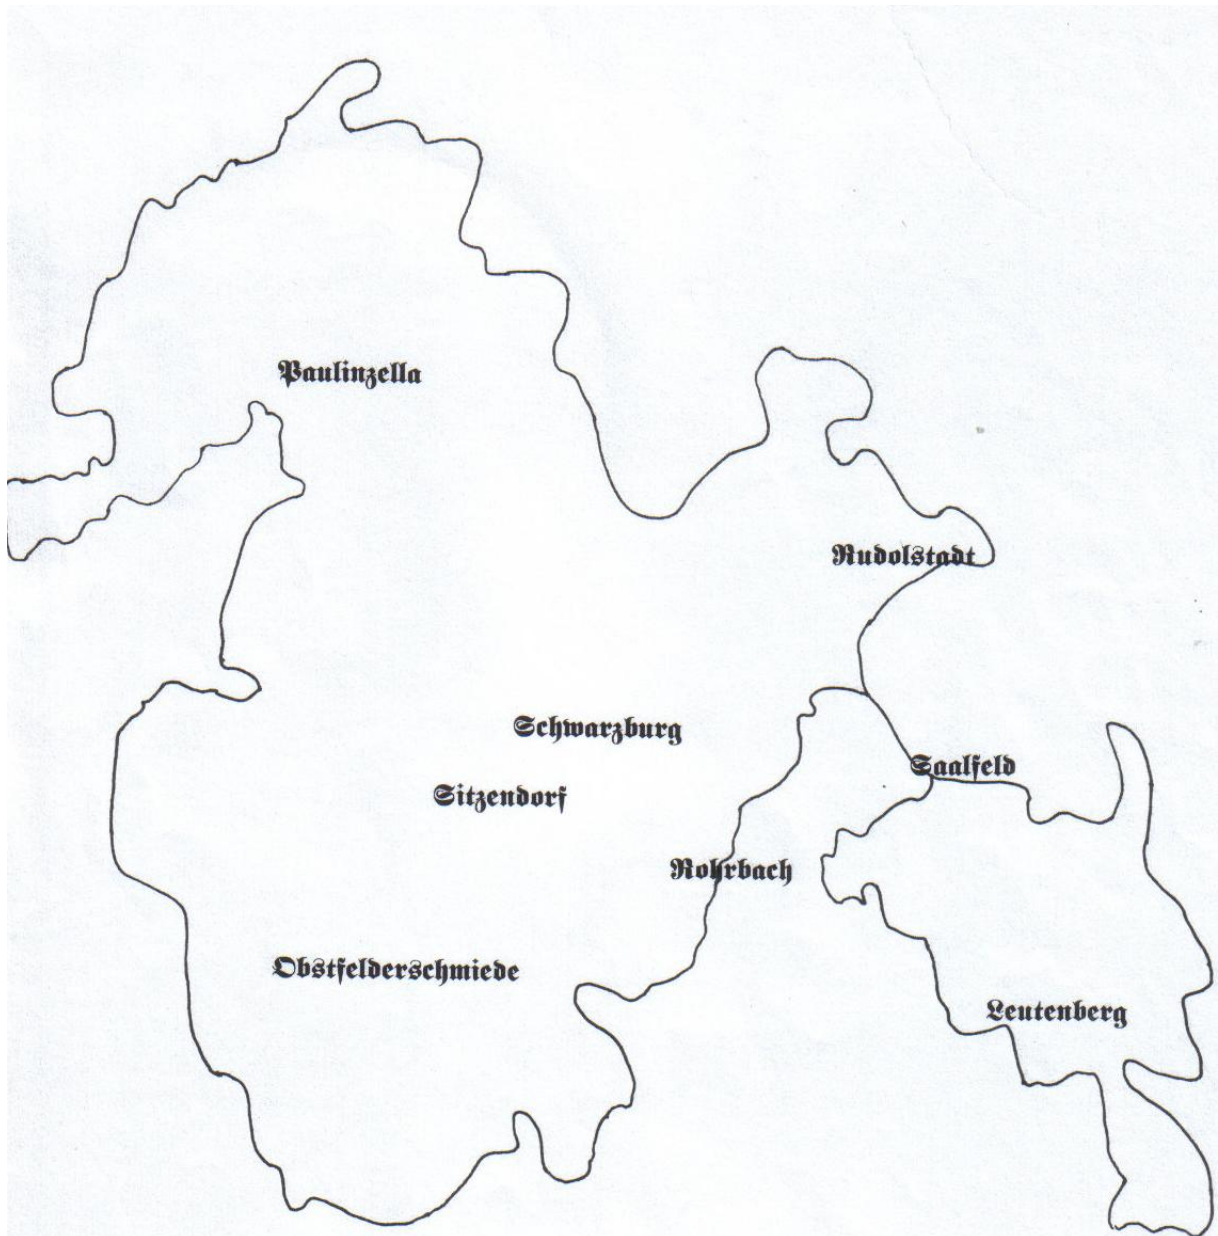 Paulinzella
Rudolstadt
Schwarzburg
Saalfeld
Sitzendorf
Rohrbach
Obstfelderschmiede
Leutenberg